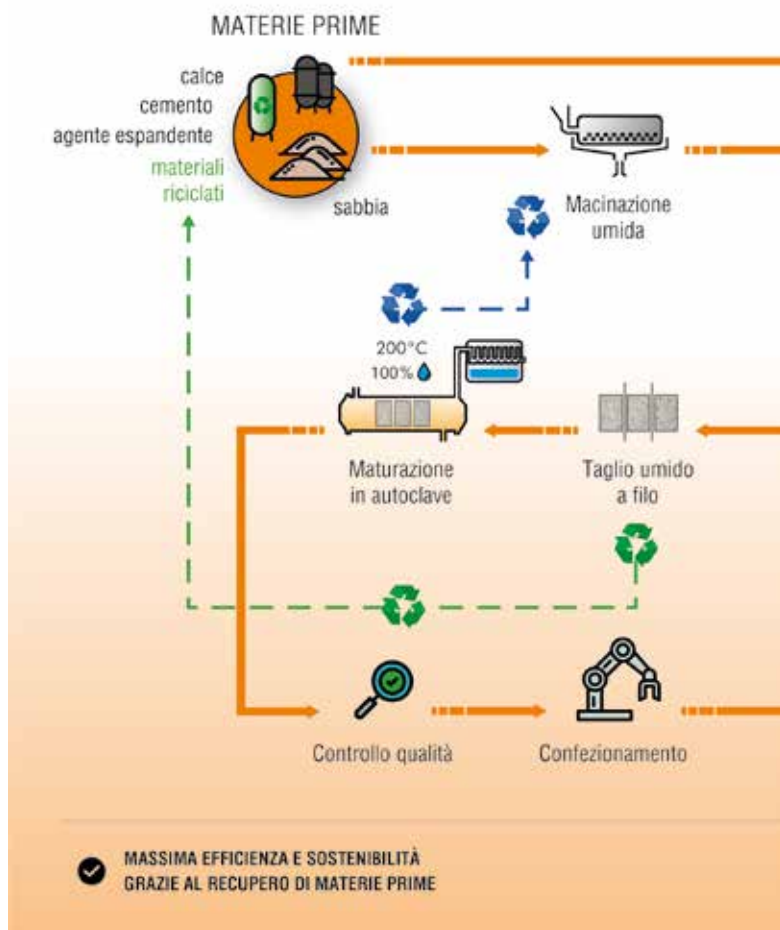 MATERIE PRIME
calce
cemento
agente espandente
materiali
riciclati
sabbia
Macinazione
umida
200°C
100%
Maturazione
in autoclave
Taglio umido
a filo
Controllo qualità
Confezionamento
MASSIMA EFFICIENZA E SOSTENIBILITÀ
GRAZIE AL RECUPERO DI MATERIE PRIME